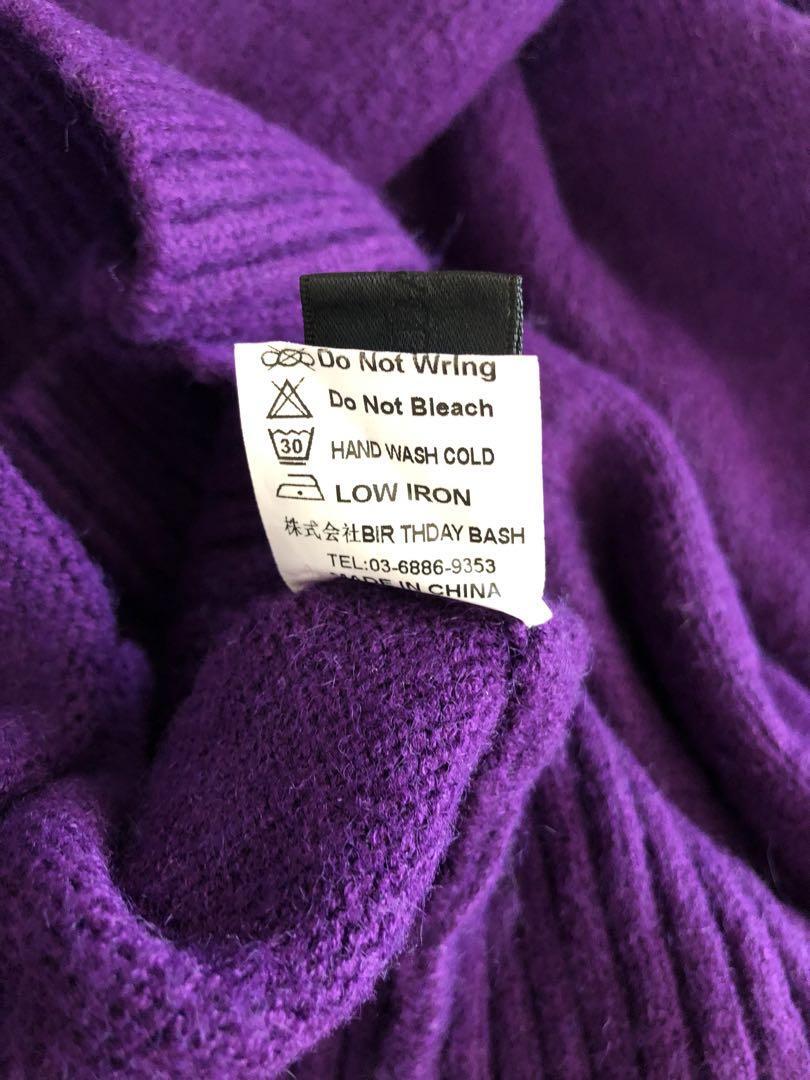 Do Not Wring
Do Not Bleach
30 HAND WASH COLD
LOW IRON
株式会社BIR THDAY BASH
TEL:03-6886-9353
MADE IN CHINA